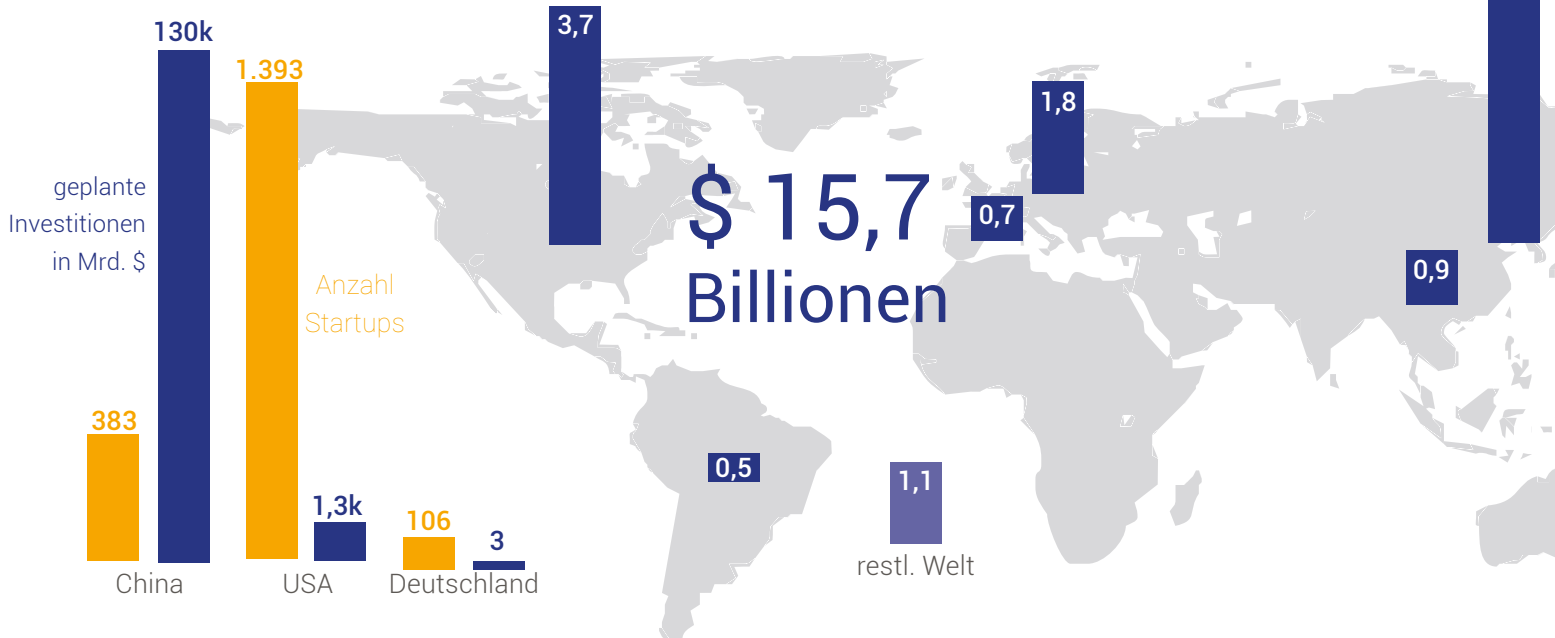 130k
1.393
geplante
Investitionen
in Mrd. $
Anzahl
Startups
383
1,3k
106
3
China
USA
Deutschland
3,7
$ 15,7
Billionen
1,8
0,7
0,9
0,5
1,1
restl. Welt